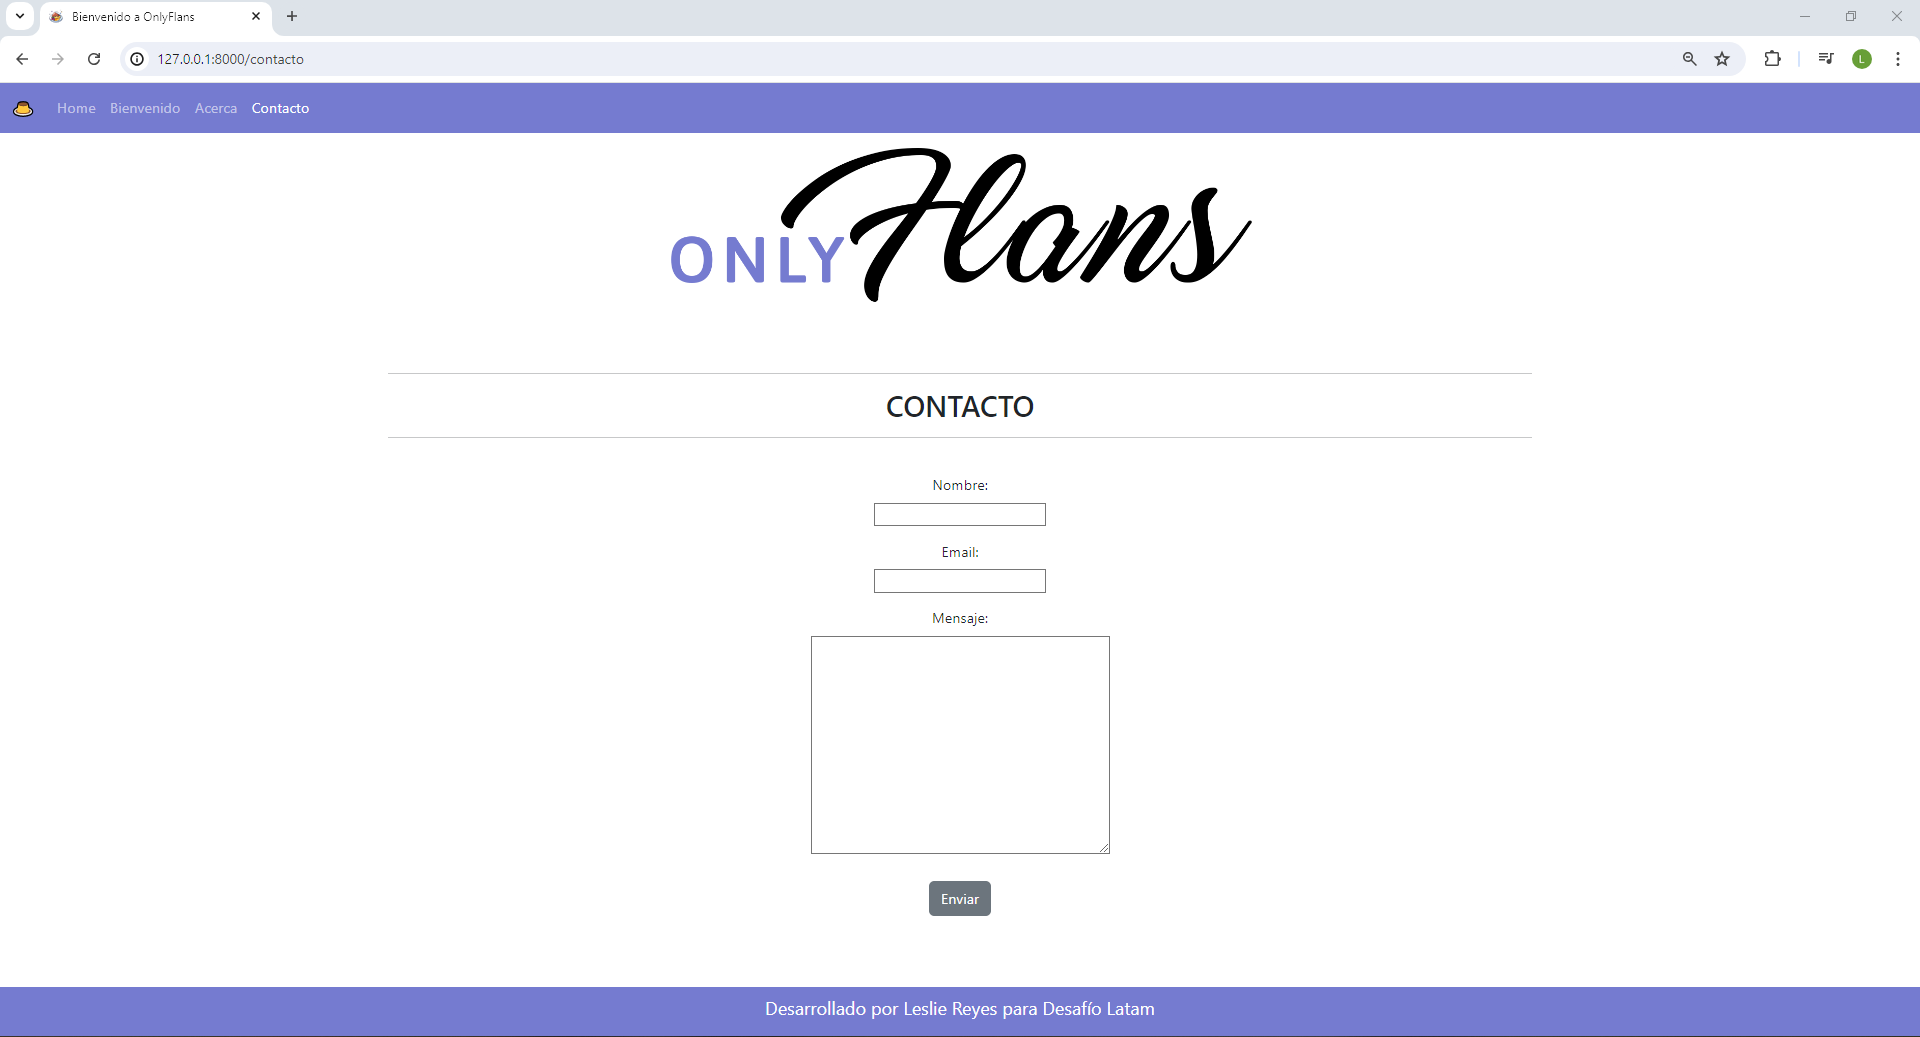 Bienvenido a OnlyFlans
127.0.0.1:8000/contacto
L
Home Bienvenido Acerca Contacto
ONLY Flans
CONTACTO
Nombre:
Email:
Mensaje:
Enviar
Desarrollado por Leslie Reyes para Desafío Latam